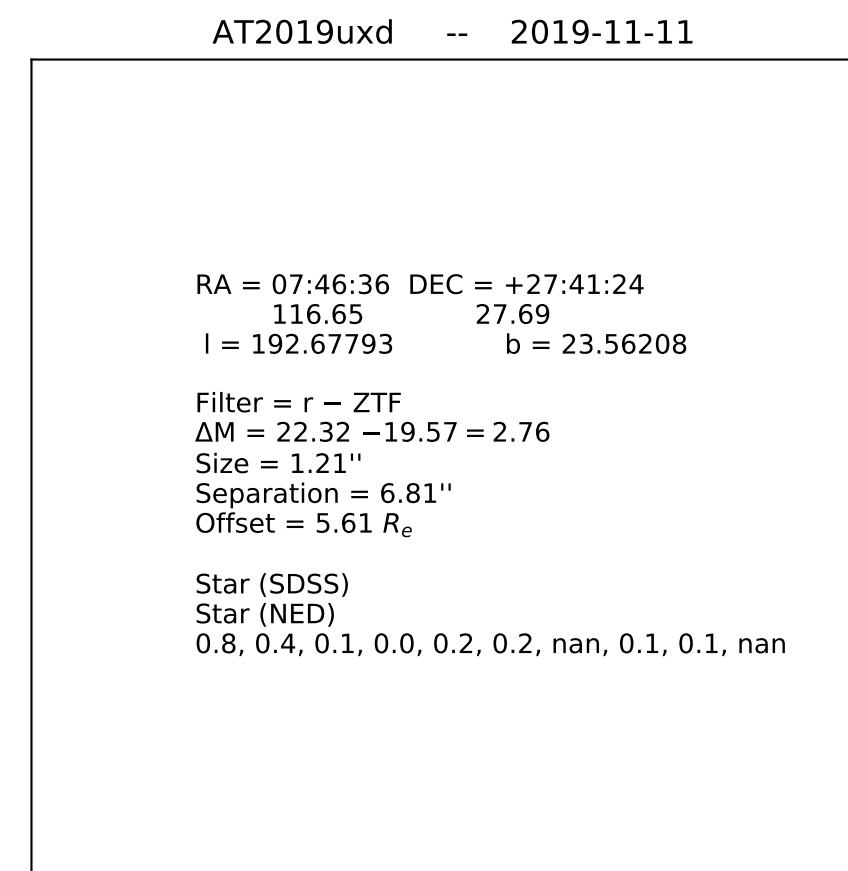 AT2019uxd -- 2019-11-11
RA = 07:46:36 DEC = +27:41:24
116.65 27.69
l = 192.67793 b = 23.56208
Filter = r − ZTF
ΔM = 22.32 −19.57 = 2.76
Size = 1.21''
Separation = 6.81''
Offset = 5.61 Rₑ
Star (SDSS)
Star (NED)
0.8, 0.4, 0.1, 0.0, 0.2, 0.2, nan, 0.1, 0.1, nan